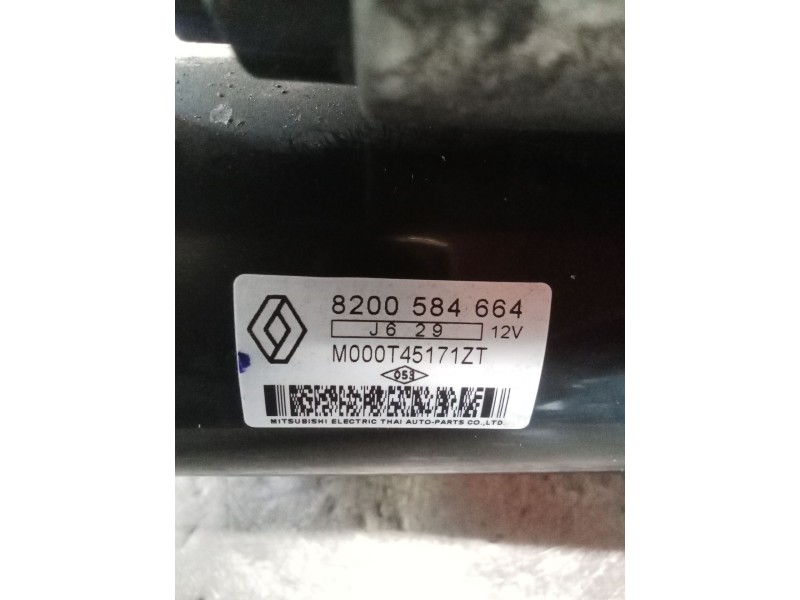 8200 584 664
J6 29 12V
M000T45171ZT
053
MITSUBISHI ELECTRIC THAI AUTO-PARTS CO.,LTD.